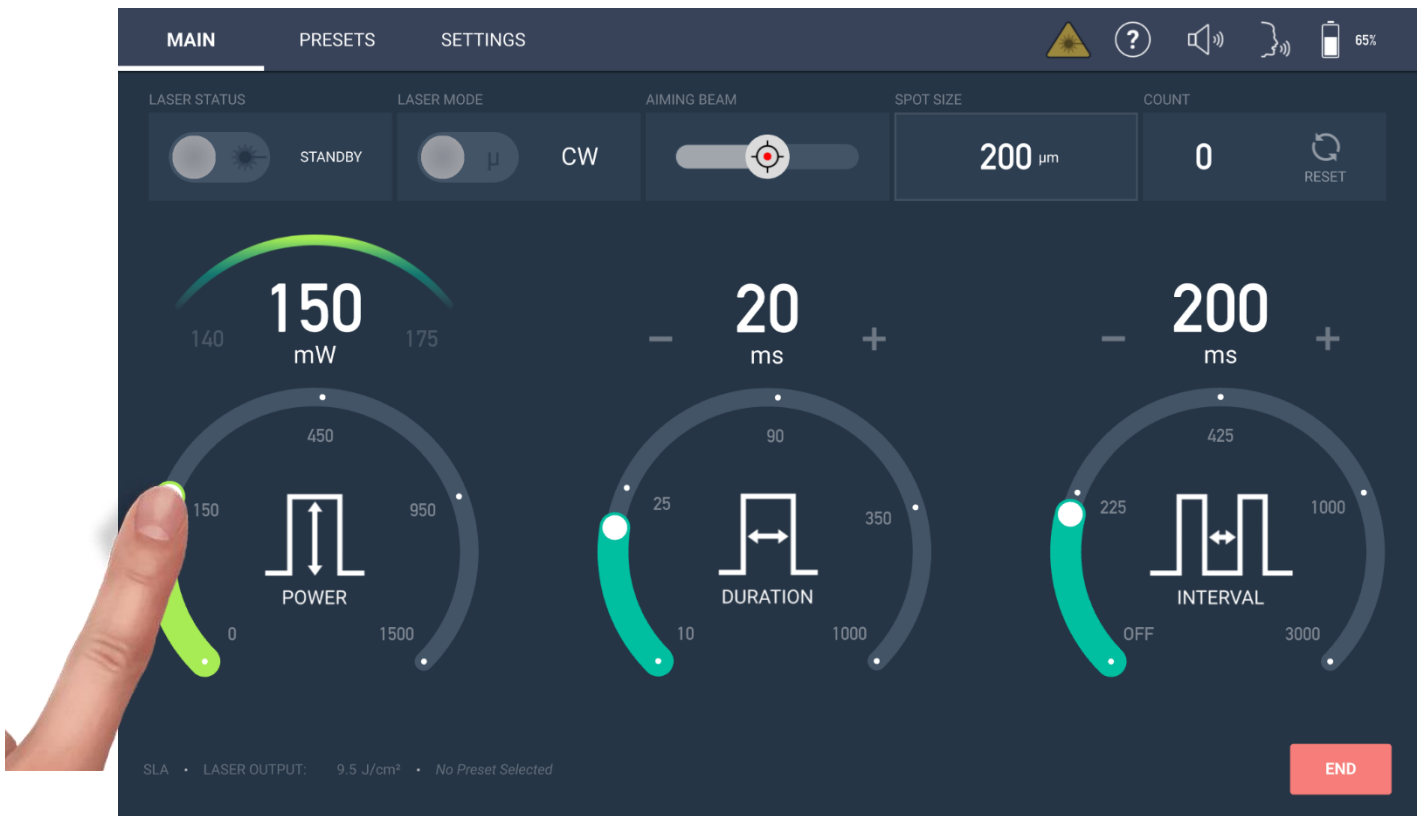 MAIN PRESETS SETTINGS ? 65%
LASER STATUS LASER MODE AIMING BEAM SPOT SIZE COUNT
STANDBY µ CW 200 µm 0 RESET
140 150 mW 175
− 20 ms +
− 200 ms +
450
150 950
POWER
0 1500
90
25 350
DURATION
10 1000
425
225 1000
INTERVAL
OFF 3000
SLA • LASER OUTPUT: 9.5 J/cm² • No Preset Selected
END